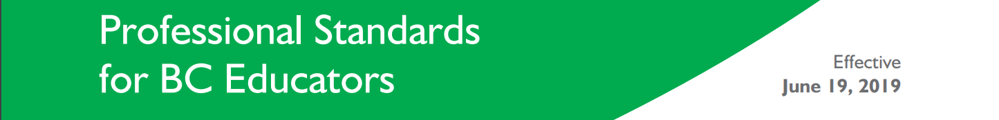 Professional Standards
for BC Educators
Effective
June 19, 2019